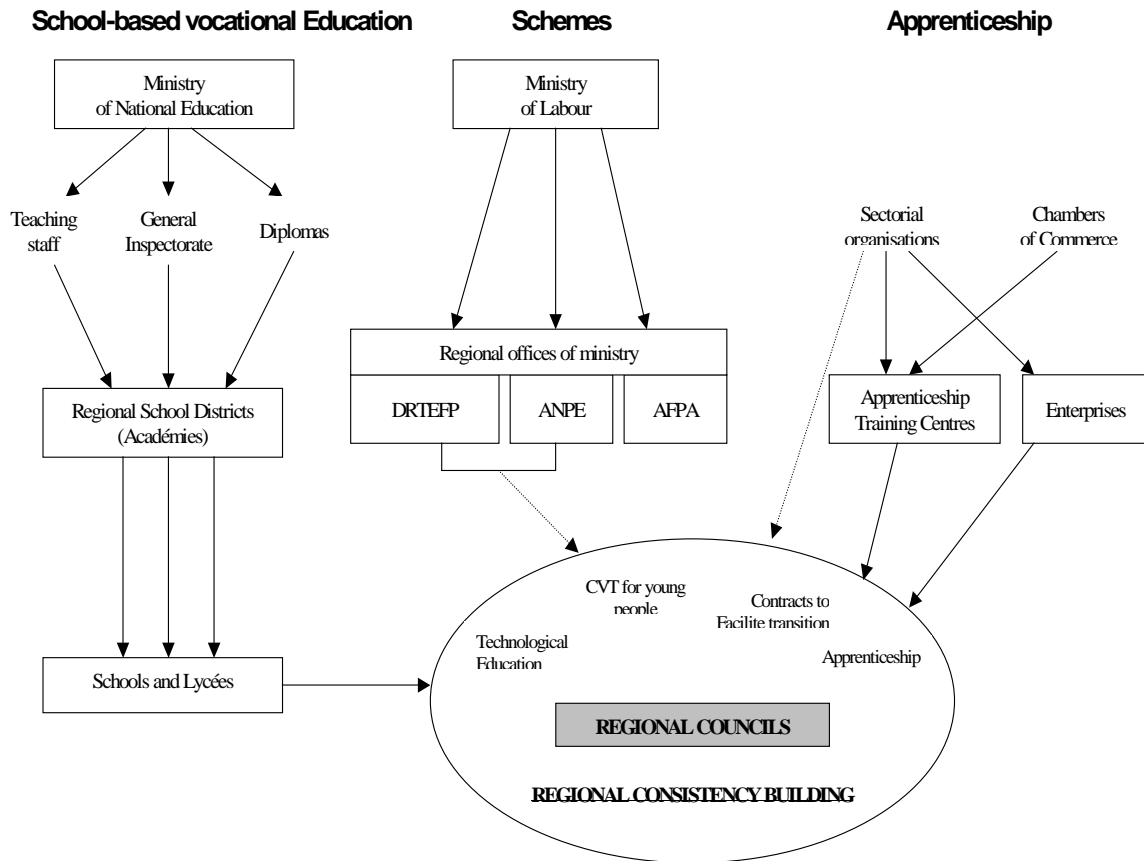 School-based vocational Education
Schemes
Apprenticeship
Ministry
of National Education
Ministry
of Labour
Teaching
staff
General
Inspectorate
Diplomas
Sectorial
organisations
Chambers
of Commerce
Regional offices of ministry
DRTEFP
ANPE
AFPA
Regional School Districts
(Académies)
Apprenticeship
Training Centres
Enterprises
CVT for young
people
Contracts to
Facilite transition
Technological
Education
Apprenticeship
Schools and Lycées
REGIONAL COUNCILS
REGIONAL CONSISTENCY BUILDING